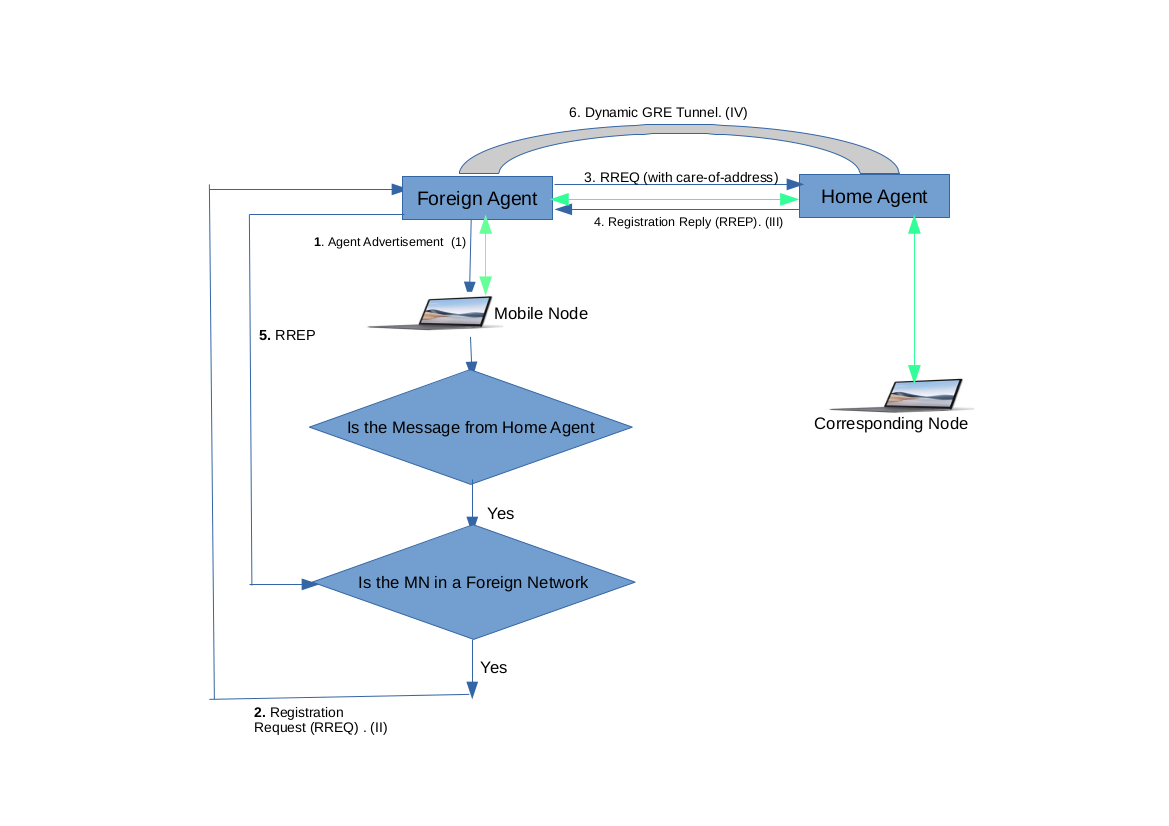 6. Dynamic GRE Tunnel. (IV)
3. RREQ (with care-of-address)
Foreign Agent
Home Agent
4. Registration Reply (RREP). (III)
1. Agent Advertisement (1)
Mobile Node
5. RREP
Is the Message from Home Agent
Corresponding Node
Yes
Is the MN in a Foreign Network
Yes
2. Registration
Request (RREQ) . (II)